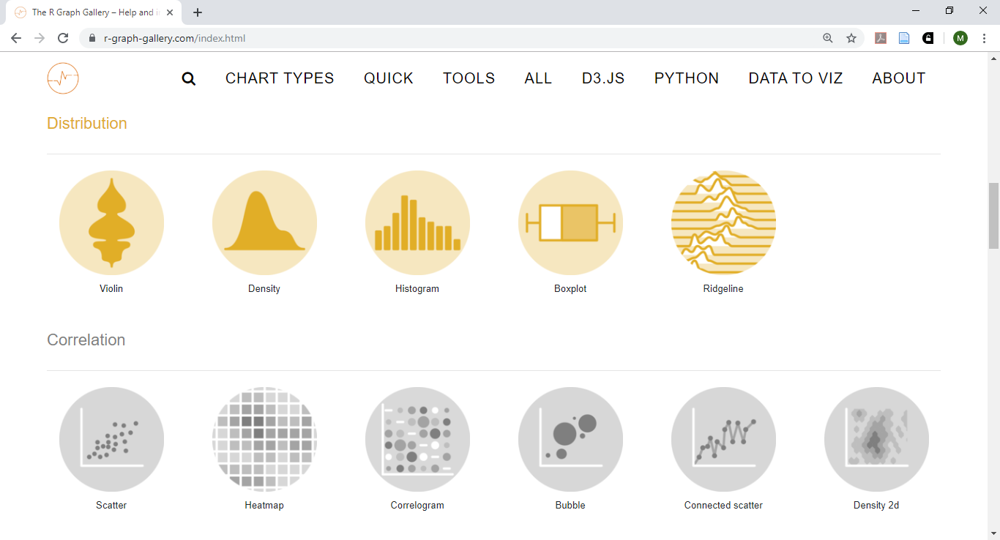 The R Graph Gallery – Help and i
r-graph-gallery.com/index.html
M
CHART TYPES QUICK TOOLS ALL D3.JS PYTHON DATA TO VIZ ABOUT
Distribution
Violin Density Histogram Boxplot Ridgeline
Correlation
Scatter Heatmap Correlogram Bubble Connected scatter Density 2d